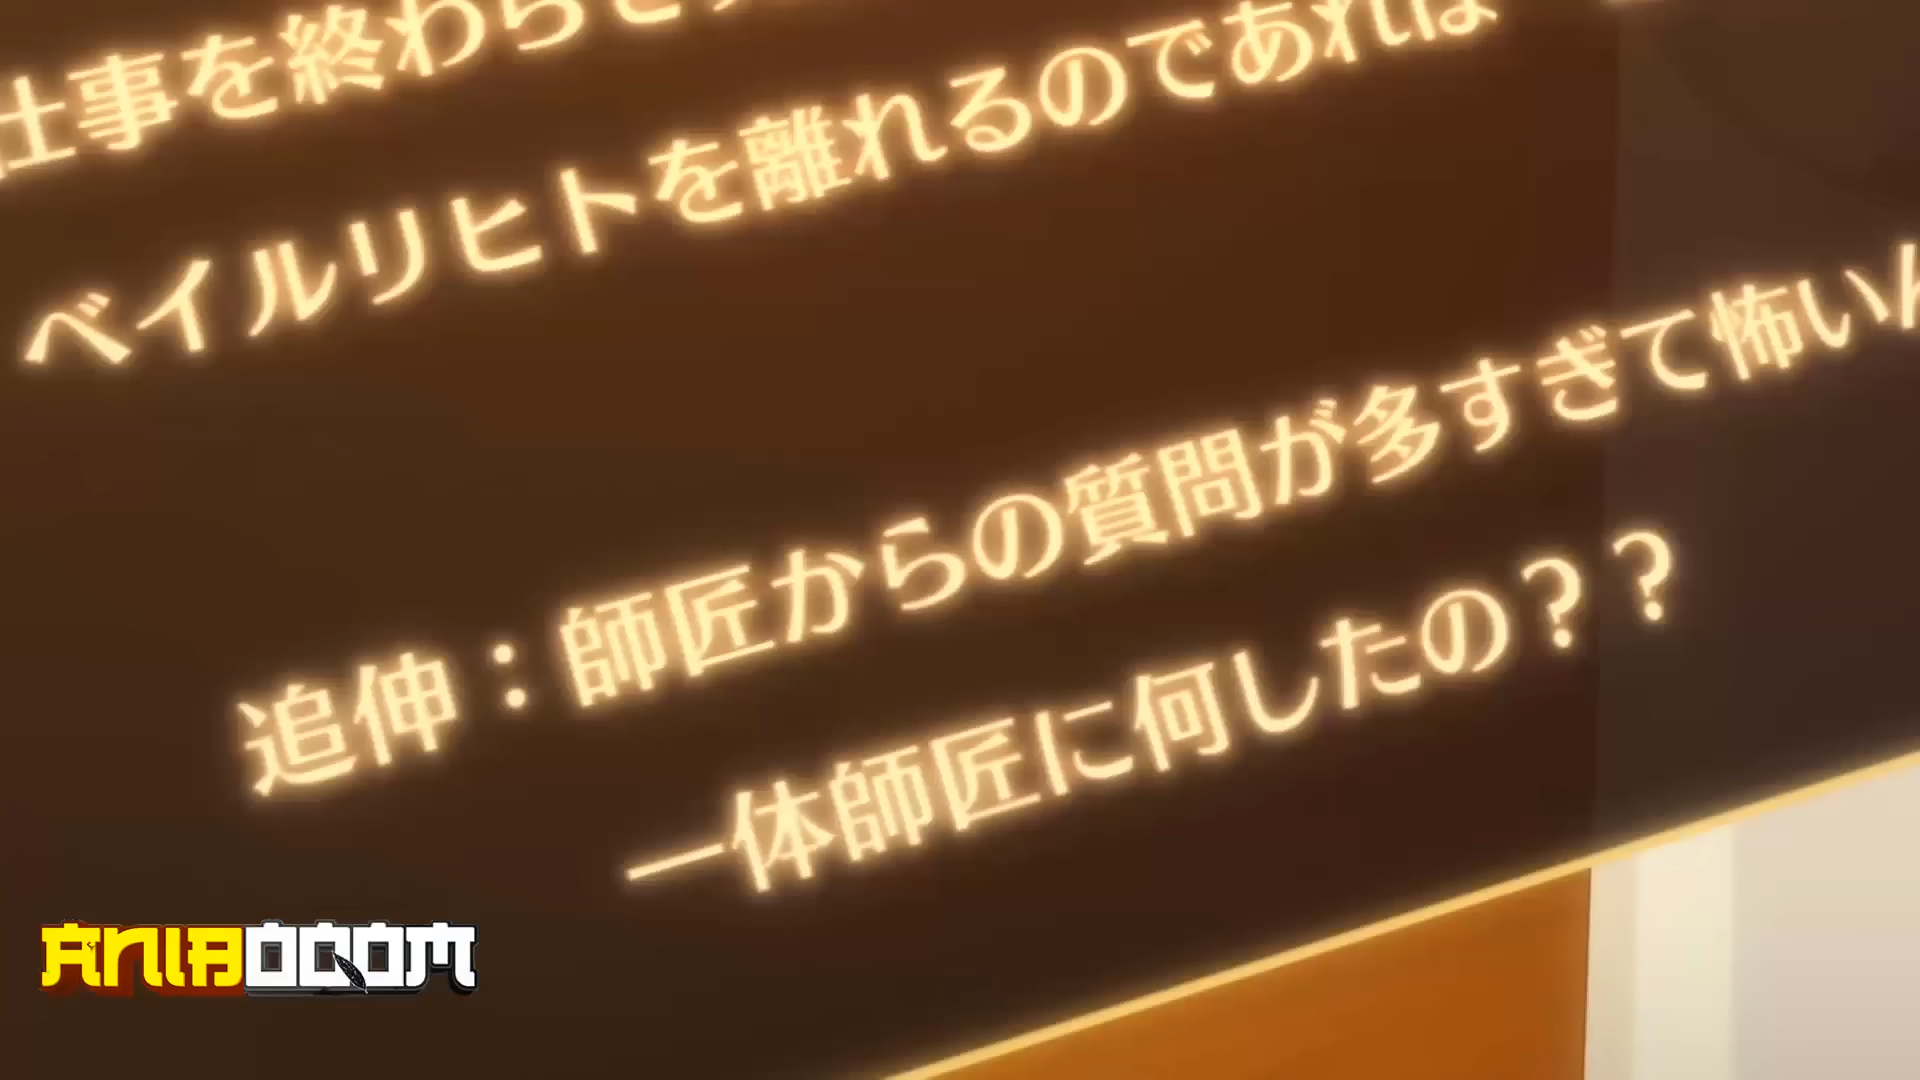 仕事を終わらせ
ベイルリヒトを離れるのであれば
追伸：師匠からの質問が多すぎて怖いん
一体師匠に何したの？？
ANIBOOOM